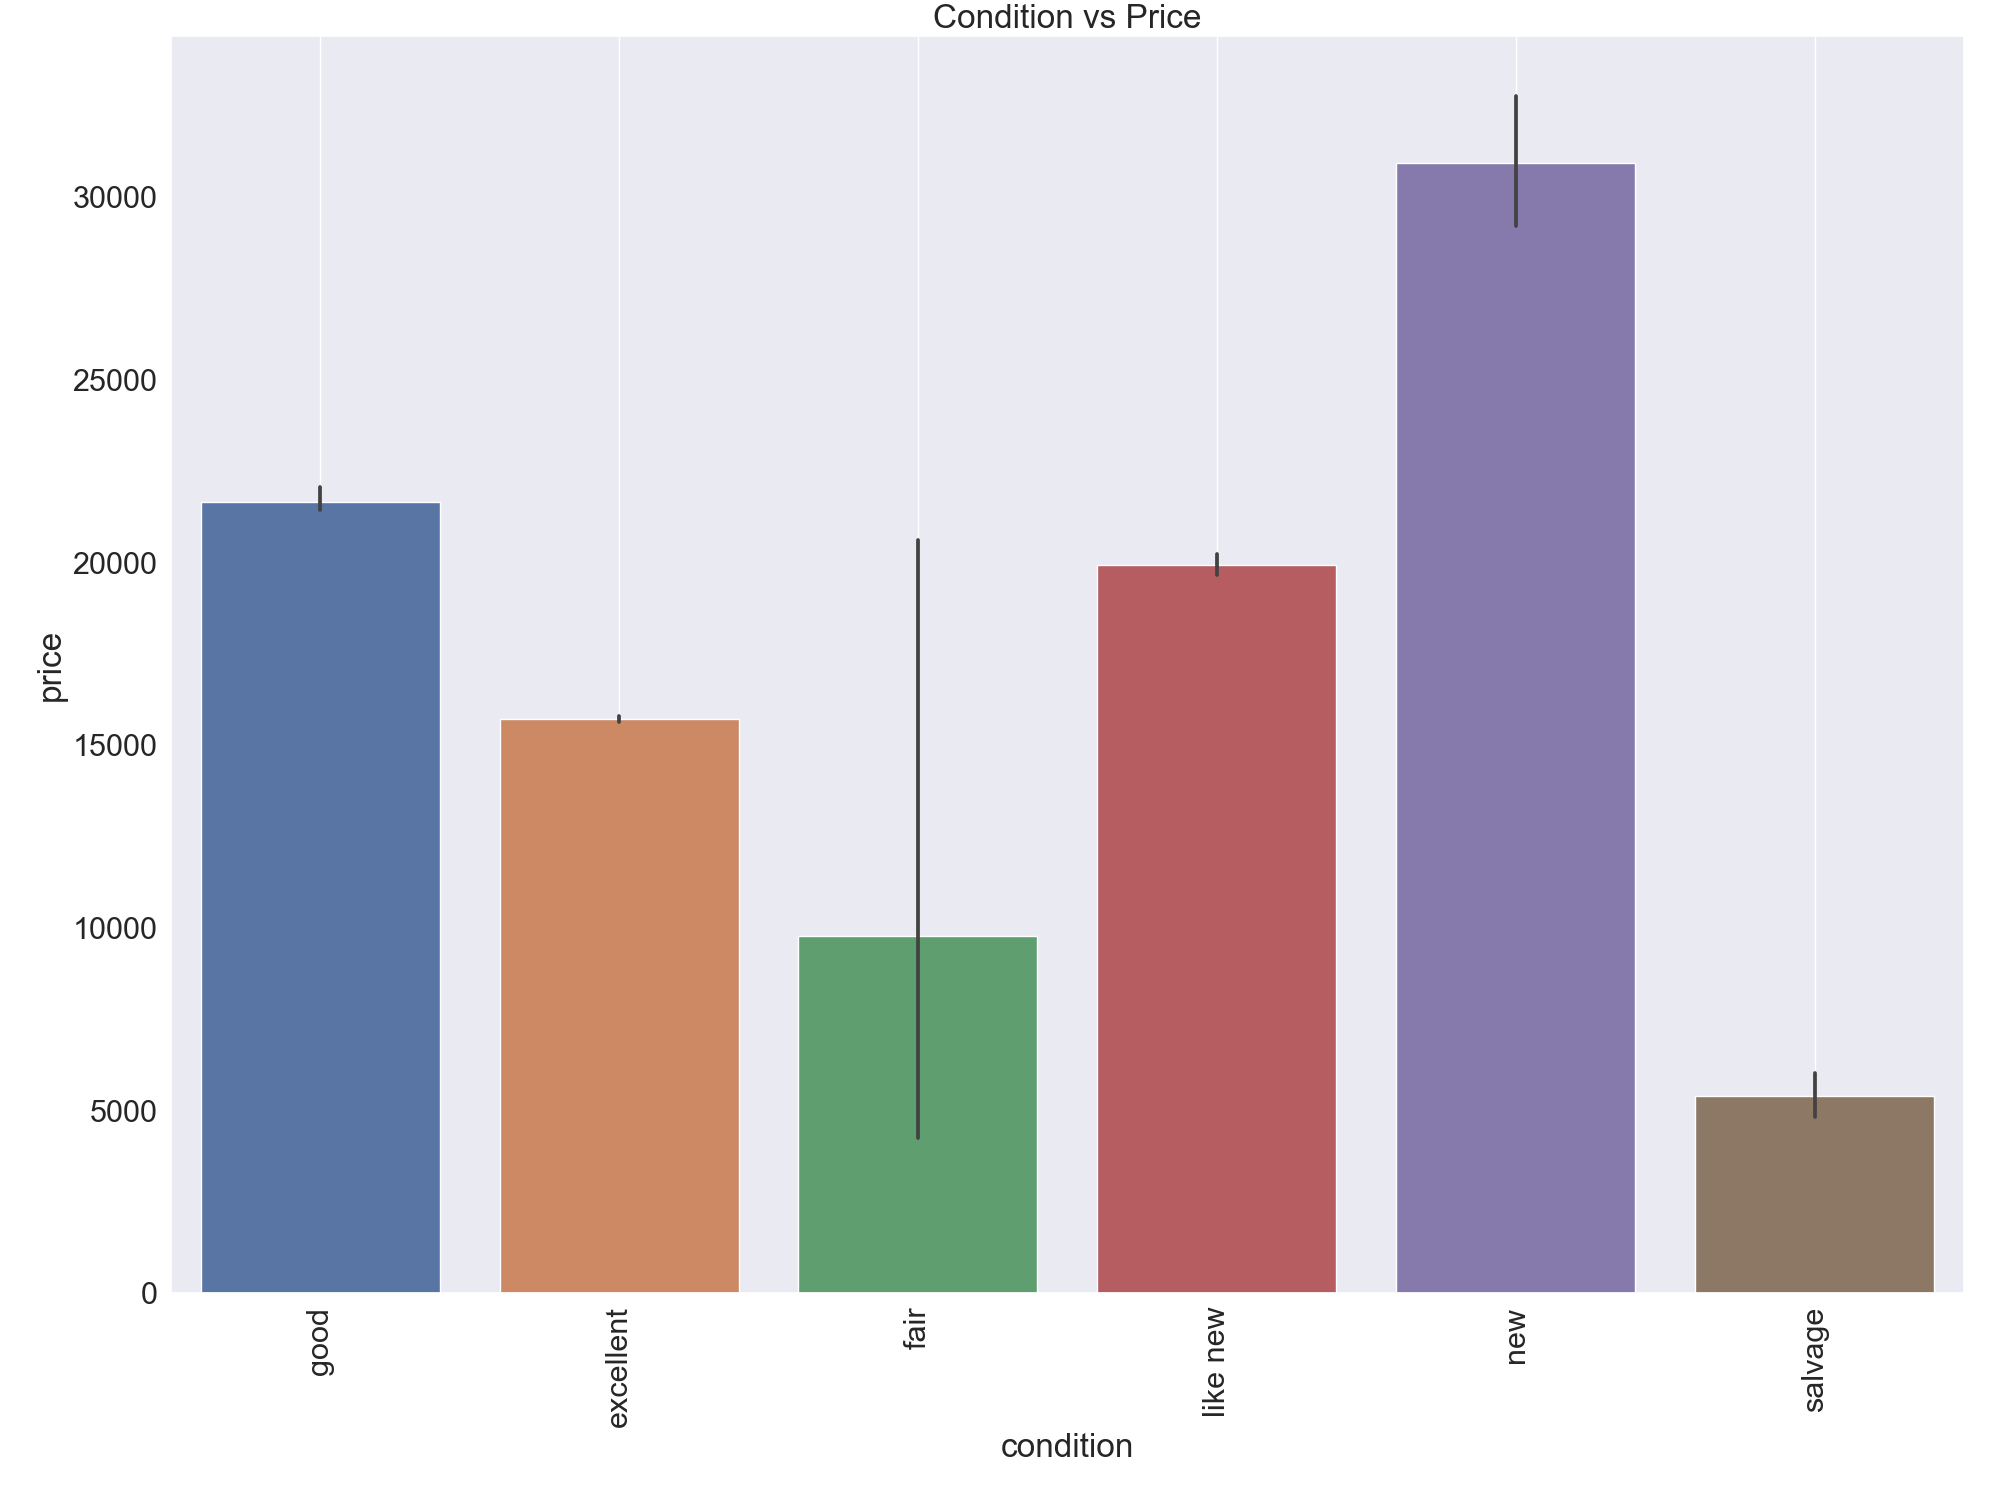 Condition vs Price
price
30000
25000
20000
15000
10000
5000
0
good
excellent
fair
like new
new
salvage
condition